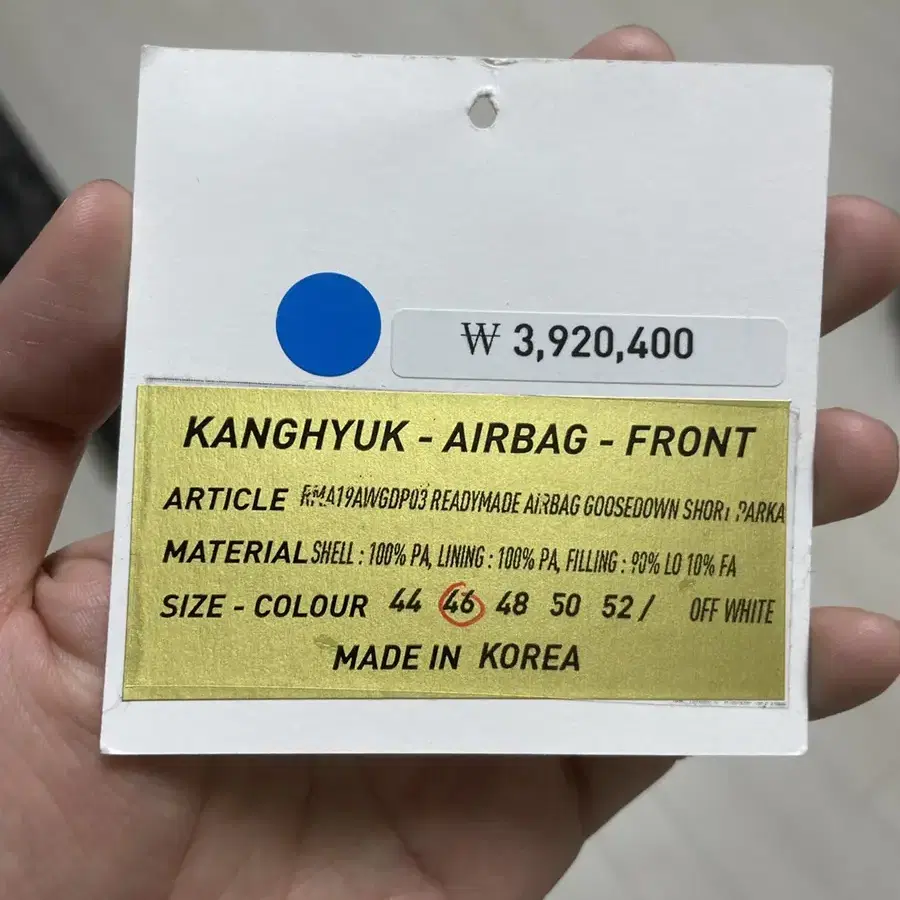 ₩ 3,920,400
KANGHYUK - AIRBAG - FRONT
ARTICLE RMA19AWGDP03 READYMADE AIRBAG GOOSEDOWN SHORT PARKA
MATERIAL SHELL : 100% PA, LINING : 100% PA, FILLING : 90% LO 10% FA
SIZE - COLOUR 44 46 48 50 52 / OFF WHITE
MADE IN KOREA